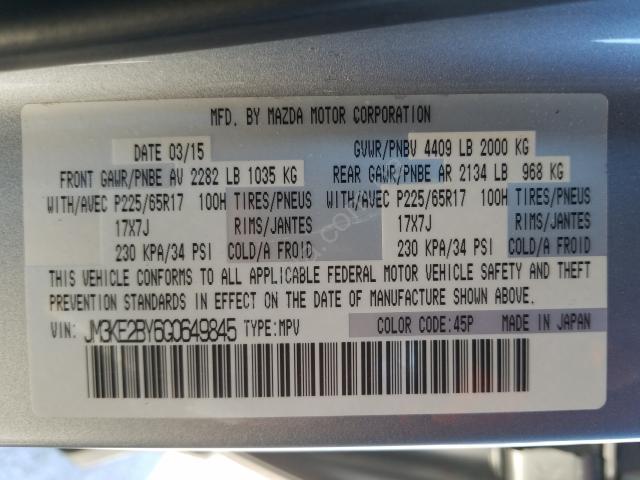 MFD. BY MAZDA MOTOR CORPORATION
DATE 03/15 GVWR/PNBV 4409 LB 2000 KG
FRONT GAWR/PNBE AV 2282 LB 1035 KG REAR GAWR/PNBE AR 2134 LB 968 KG
WITH/AVEC P225/65R17 100H TIRES/PNEUS WITH/AVEC P225/65R17 100H TIRES/PNEUS
17X7J RIMS/JANTES 17X7J RIMS/JANTES
230 KPA/34 PSI COLD/A FROID 230 KPA/34 PSI COLD/A FROID
THIS VEHICLE CONFORMS TO ALL APPLICABLE FEDERAL MOTOR VEHICLE SAFETY AND THEFT
PREVENTION STANDARDS IN EFFECT ON THE DATE OF MANUFACTURE SHOWN ABOVE.
VIN: JM3KE2BY6G0649845 TYPE:MPV COLOR CODE:45P MADE IN JAPAN